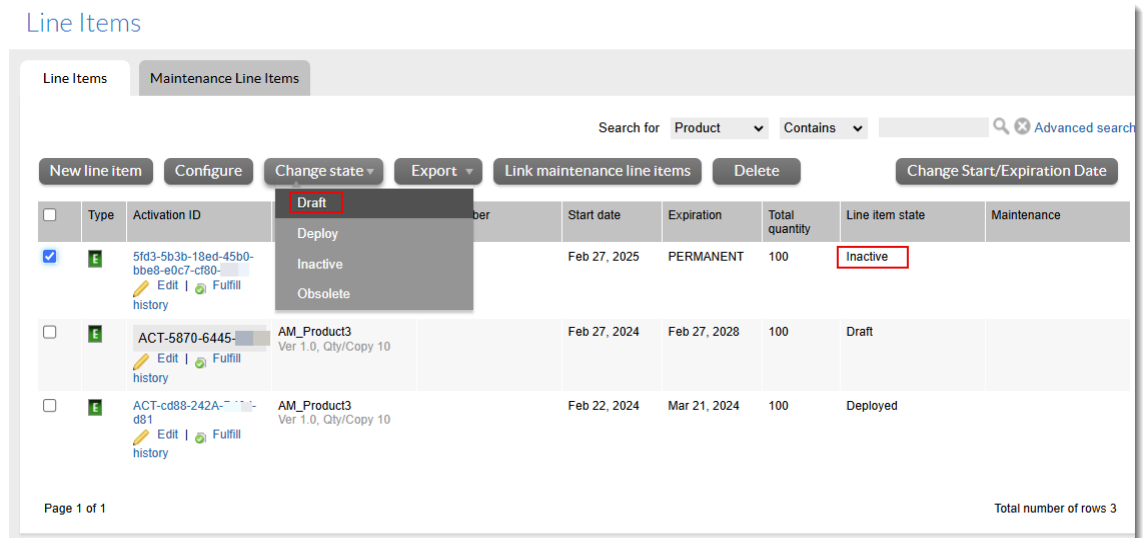 Line Items
Line Items
Maintenance Line Items
Search for Product Contains Advanced search
New line item Configure Change state Export Link maintenance line items Delete Change Start/Expiration Date
Draft
Deploy
Inactive
Obsolete
Type Activation ID Start date Expiration Total quantity Line item state Maintenance
E 5fd3-5b3b-18ed-45b0- Feb 27, 2025 PERMANENT 100 Inactive
bbe8-e0c7-cf80-
Edit | Fulfill
history
E ACT-5870-6445- AM_Product3 Feb 27, 2024 Feb 27, 2028 100 Draft
Ver 1.0, Qty/Copy 10
Edit | Fulfill
history
E ACT-cd88-242A- AM_Product3 Feb 22, 2024 Mar 21, 2024 100 Deployed
d81 Ver 1.0, Qty/Copy 10
Edit | Fulfill
history
Page 1 of 1 Total number of rows 3